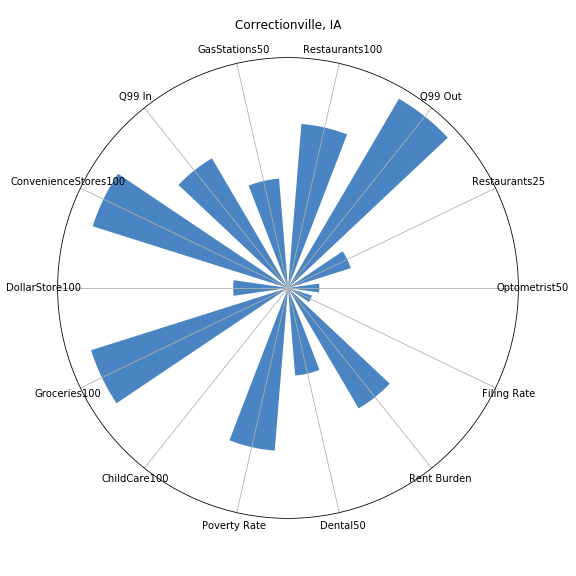 Correctionville, IA
GasStations50
Restaurants100
Q99 In
Q99 Out
ConvenienceStores100
Restaurants25
DollarStore100
Optometrist50
Groceries100
Filing Rate
ChildCare100
Rent Burden
Poverty Rate
Dental50